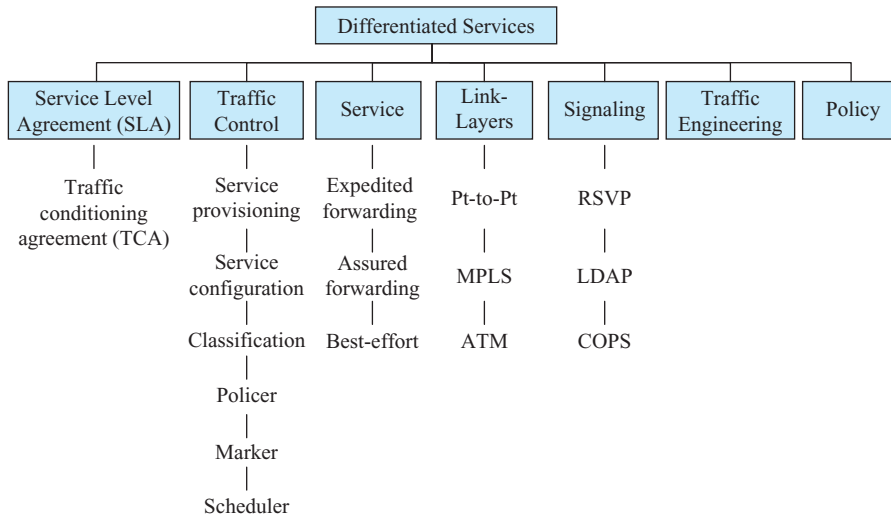 Differentiated Services
Service Level
Agreement (SLA)
Traffic
Control
Service
Link-
Layers
Signaling
Traffic
Engineering
Policy
Traffic
conditioning
agreement (TCA)
Service
provisioning
Service
configuration
Classification
Policer
Marker
Scheduler
Expedited
forwarding
Assured
forwarding
Best-effort
Pt-to-Pt
MPLS
ATM
RSVP
LDAP
COPS